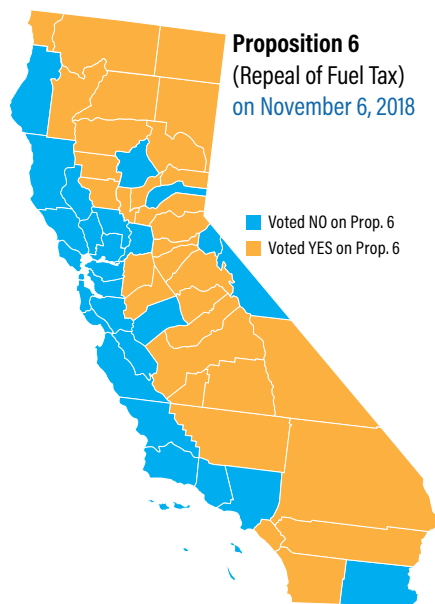 Proposition 6
(Repeal of Fuel Tax)
on November 6, 2018
Voted NO on Prop. 6
Voted YES on Prop. 6